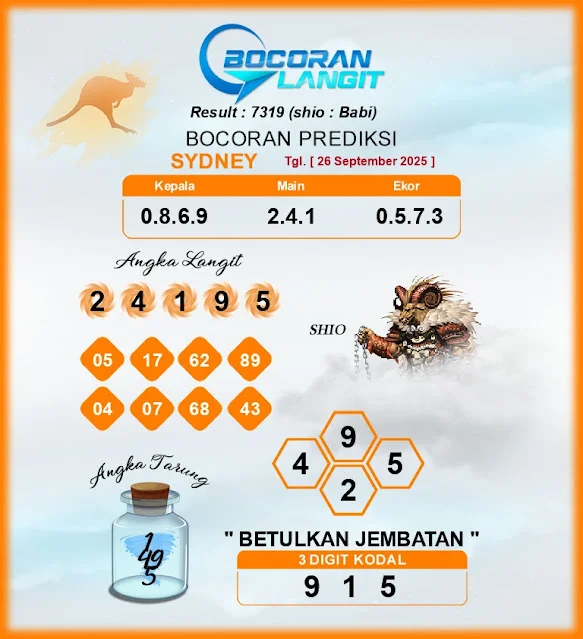 BOCORAN
LANGIT
Result : 7319 (shio : Babi)
BOCORAN PREDIKSI
SYDNEY Tgl. [ 26 September 2025 ]
Kepala Main Ekor
0.8.6.9 2.4.1 0.5.7.3
Angka Langit
2 4 1 9 5
SHIO
05 17 62 89
04 07 68 43
9
4 5
2
Angka Tarung
1
49
5
" BETULKAN JEMBATAN "
3 DIGIT KODAL
9 1 5